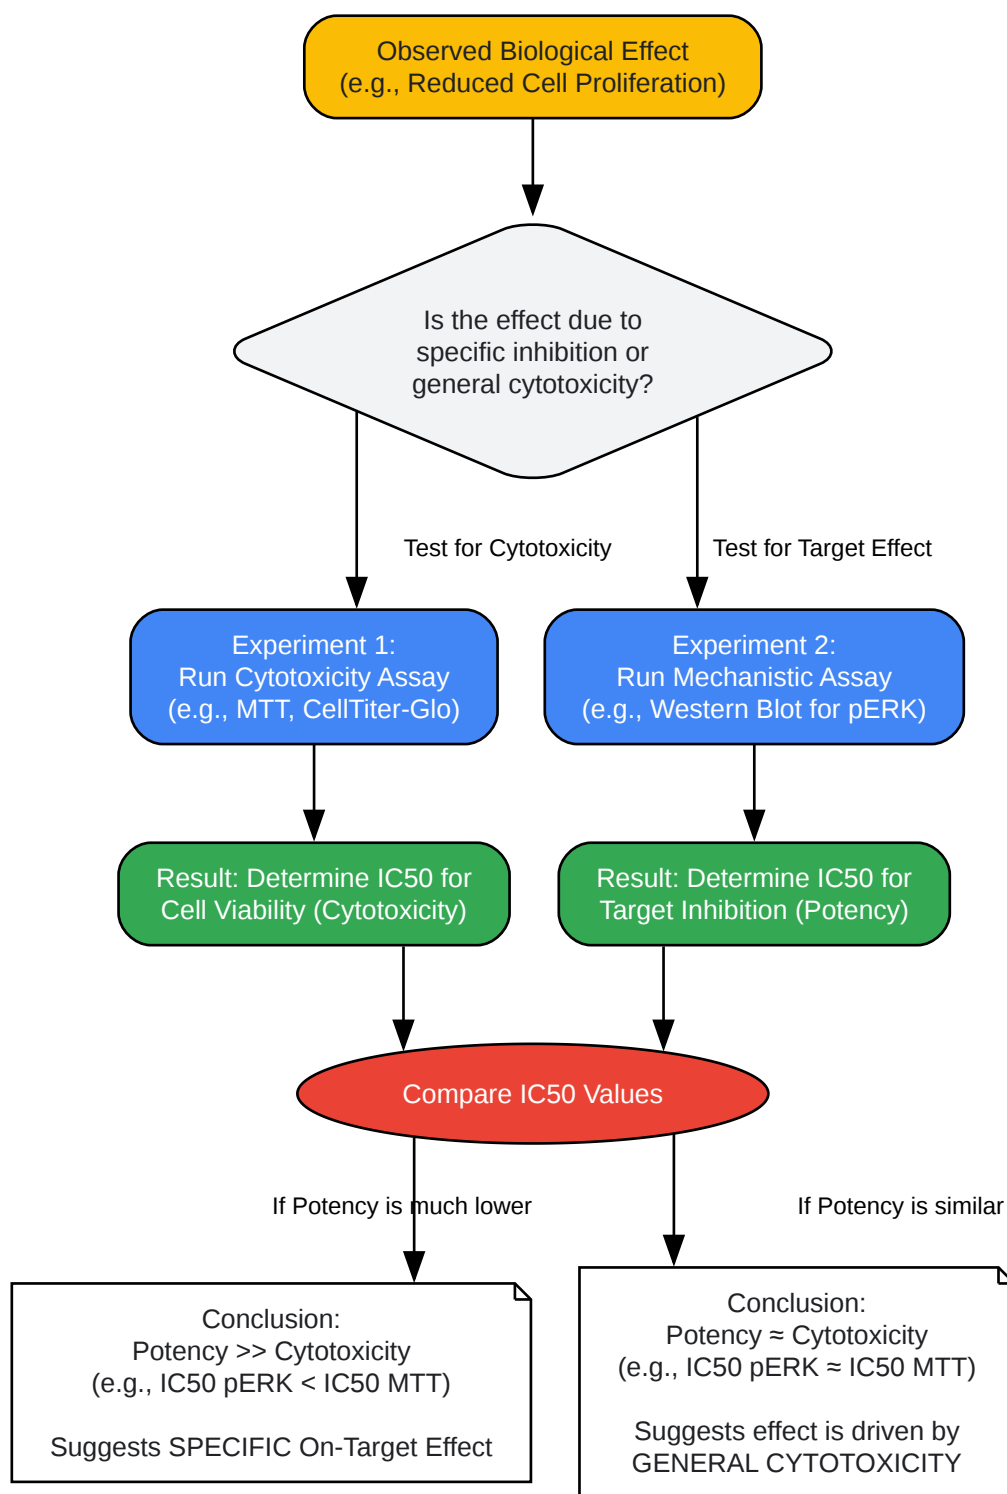 Observed Biological Effect
(e.g., Reduced Cell Proliferation)
Is the effect due to
specific inhibition or
general cytotoxicity?
Test for Cytotoxicity
Test for Target Effect
Experiment 1:
Run Cytotoxicity Assay
(e.g., MTT, CellTiter-Glo)
Experiment 2:
Run Mechanistic Assay
(e.g., Western Blot for pERK)
Result: Determine IC50 for
Cell Viability (Cytotoxicity)
Result: Determine IC50 for
Target Inhibition (Potency)
Compare IC50 Values
If Potency is much lower
If Potency is similar
Conclusion:
Potency >> Cytotoxicity
(e.g., IC50 pERK < IC50 MTT)
Suggests SPECIFIC On-Target Effect
Conclusion:
Potency ≈ Cytotoxicity
(e.g., IC50 pERK ≈ IC50 MTT)
Suggests effect is driven by
GENERAL CYTOTOXICITY